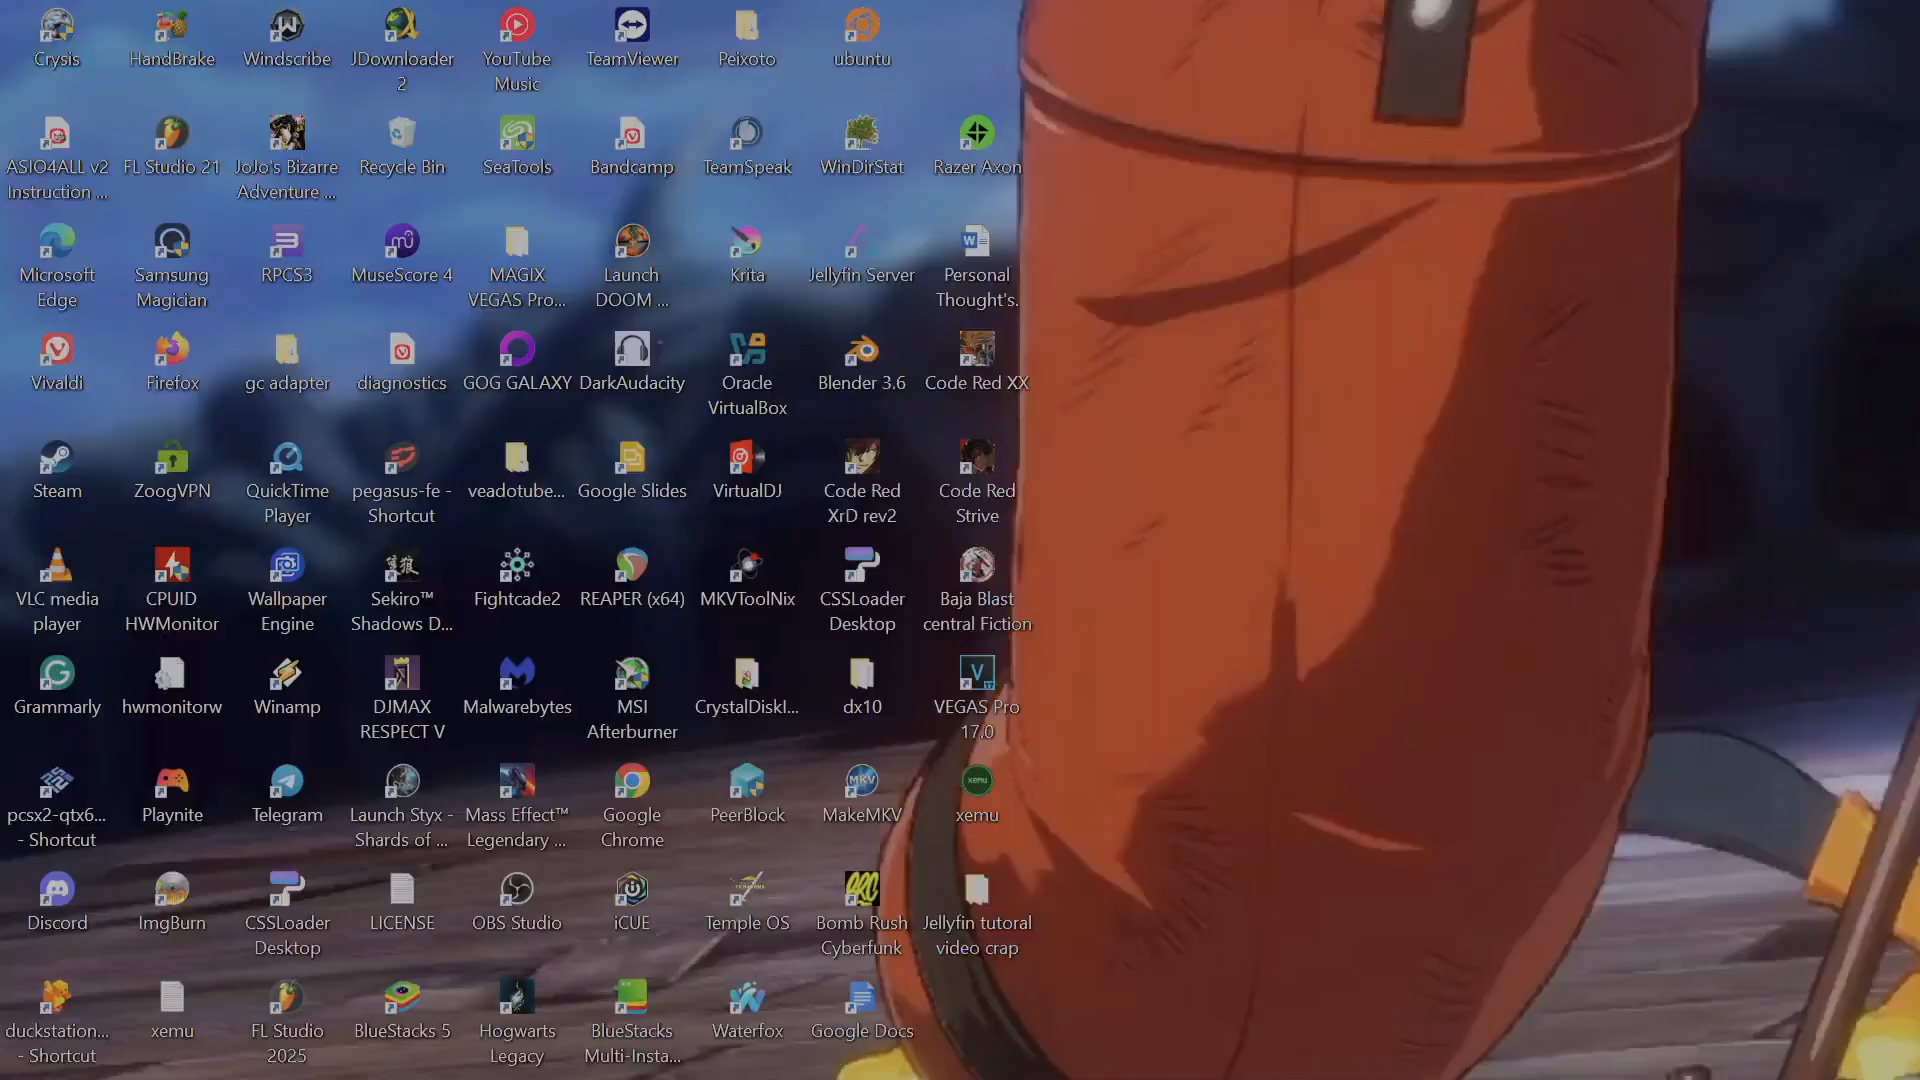 Crysis
HandBrake
Windscribe
JDownloader
2
YouTube
Music
TeamViewer
Peixoto
ubuntu
ASIO4ALL v2
Instruction ...
FL Studio 21
JoJo's Bizarre
Adventure ...
Recycle Bin
SeaTools
Bandcamp
TeamSpeak
WinDirStat
Razer Axon
Microsoft
Edge
Samsung
Magician
RPCS3
MuseScore 4
MAGIX
VEGAS Pro...
Launch
DOOM ...
Krita
Jellyfin Server
Personal
Thought's.
Vivaldi
Firefox
gc adapter
diagnostics
GOG GALAXY
DarkAudacity
Oracle
VirtualBox
Blender 3.6
Code Red XX
Steam
ZoogVPN
QuickTime
Player
pegasus-fe -
Shortcut
veadotube...
Google Slides
VirtualDJ
Code Red
XrD rev2
Code Red
Strive
VLC media
player
CPUID
HWMonitor
Wallpaper
Engine
Sekiro™
Shadows D...
Fightcade2
REAPER (x64)
MKVToolNix
CSSLoader
Desktop
Baja Blast
central Fiction
Grammarly
hwmonitorw
Winamp
DJMAX
RESPECT V
Malwarebytes
MSI
Afterburner
CrystalDiskI...
dx10
VEGAS Pro
17.0
pcsx2-qtx6...
- Shortcut
Playnite
Telegram
Launch Styx -
Shards of ...
Mass Effect™
Legendary ...
Google
Chrome
PeerBlock
MakeMKV
xemu
Discord
ImgBurn
CSSLoader
Desktop
LICENSE
OBS Studio
iCUE
Temple OS
Bomb Rush
Cyberfunk
Jellyfin tutoral
video crap
duckstation...
- Shortcut
xemu
FL Studio
2025
BlueStacks 5
Hogwarts
Legacy
BlueStacks
Multi-Insta...
Waterfox
Google Docs